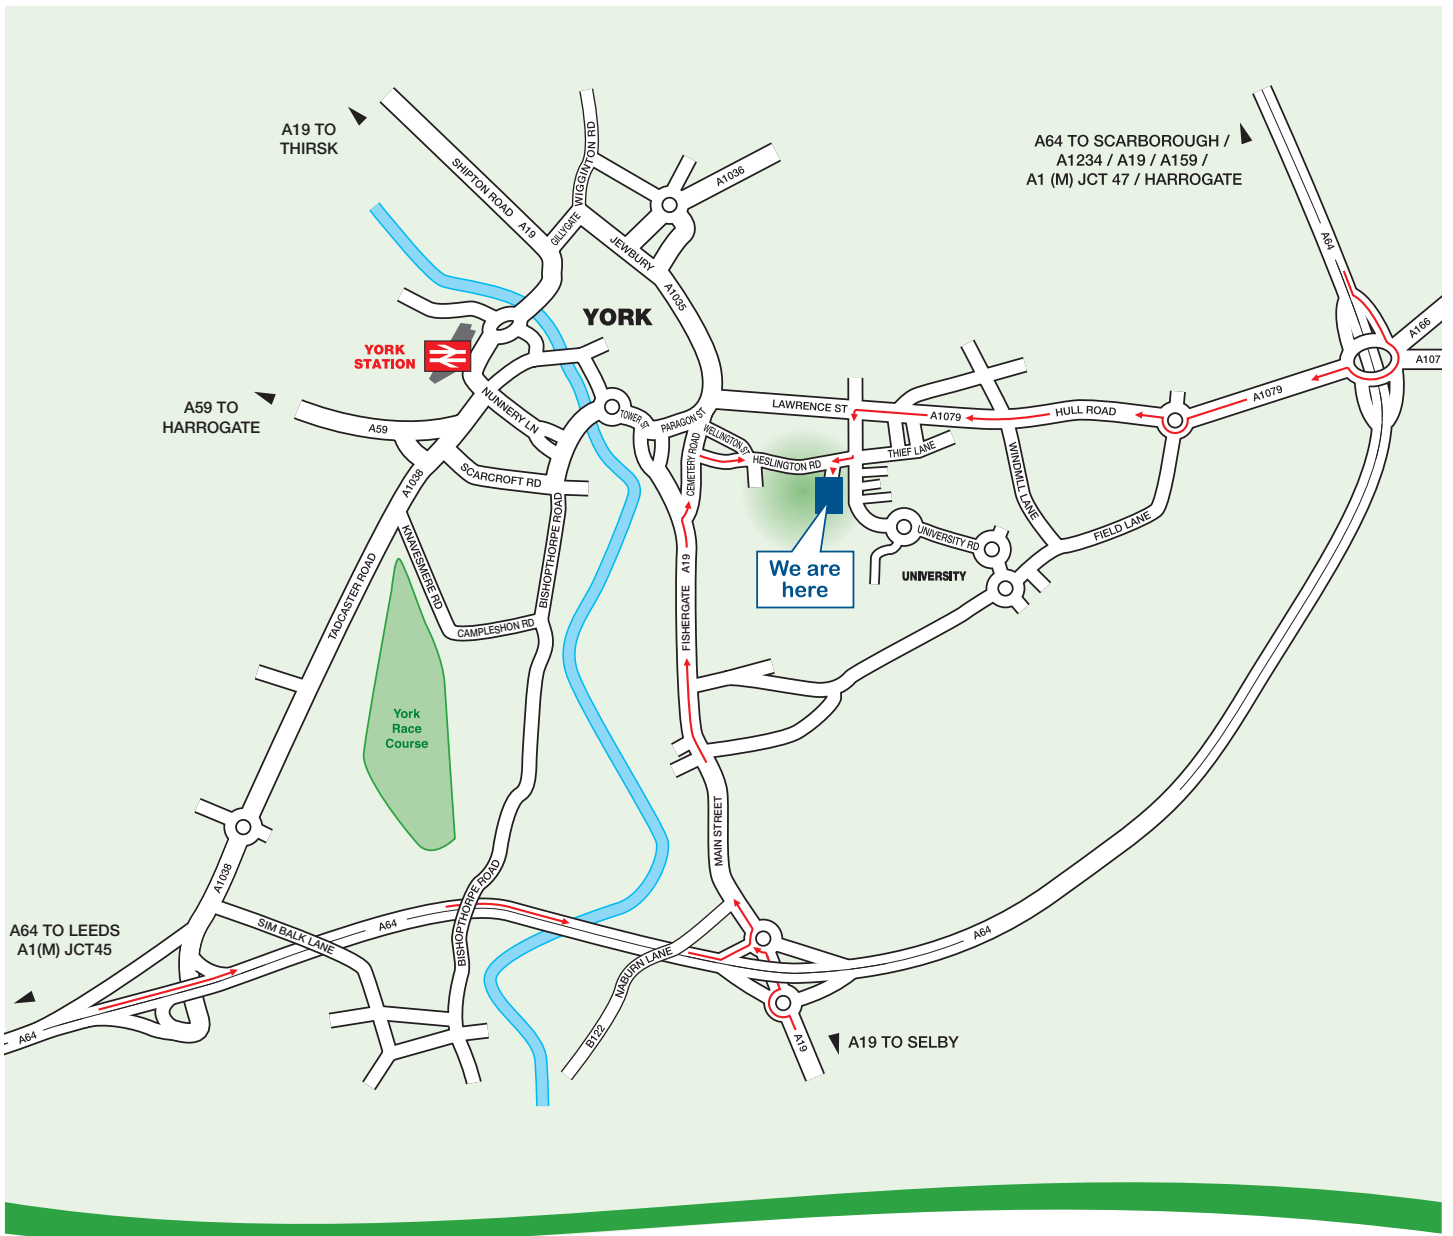 A19 TO
THIRSK
SHIPTON ROAD
A19
WIGGINTON RD
GILLYGATE
A1036
JEWBURY
A1035
A64 TO SCARBOROUGH /
A1234 / A19 / A159 /
A1 (M) JCT 47 / HARROGATE
A64
A166
A107
YORK
YORK
STATION
A59 TO
HARROGATE
A59
NUNNERY LN
TOWER ST
PARAGON ST
WELLINGTON ST
LAWRENCE ST
A1079
HULL ROAD
A1079
CEMETERY ROAD
HESLINGTON RD
THIEF LANE
WINDMILL LANE
FIELD LANE
SCARCROFT RD
A1038
KNAVESMERE RD
TADCASTER ROAD
BISHOPTHORPE ROAD
CAMPLESHON RD
A19
FISHERGATE
UNIVERSITY RD
UNIVERSITY
We are
here
York
Race
Course
MAIN STREET
A1038
SIM BALK LANE
A64
BISHOPTHORPE ROAD
NABURN LANE
B122
A64
A64 TO LEEDS
A1(M) JCT45
A64
A19
A19 TO SELBY